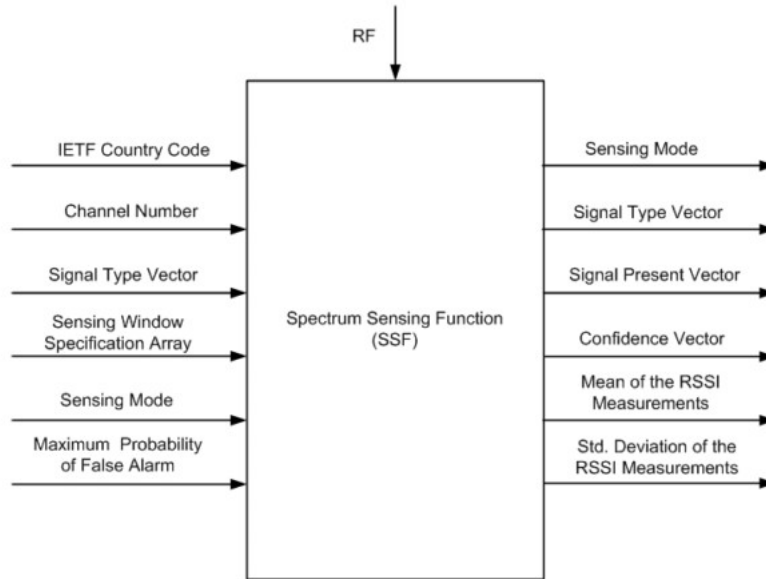 RF
IETF Country Code
Channel Number
Signal Type Vector
Sensing Window
Specification Array
Sensing Mode
Maximum Probability
of False Alarm
Spectrum Sensing Function
(SSF)
Sensing Mode
Signal Type Vector
Signal Present Vector
Confidence Vector
Mean of the RSSI
Measurements
Std. Deviation of the
RSSI Measurements